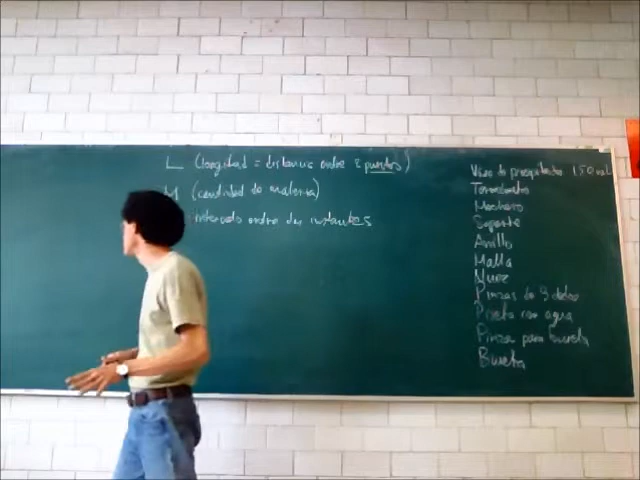 L (longitud = distancia entre 2 puntos)
M (cantidad de materia)
intervalo entre dos instantes
Vaso de precipitados 150 mL
Termómetro
Mechero
Soporte
Anillo
Malla
Nuez
Pinzas de 3 dedos
Piseta con agua
Pinza para bureta
Bureta